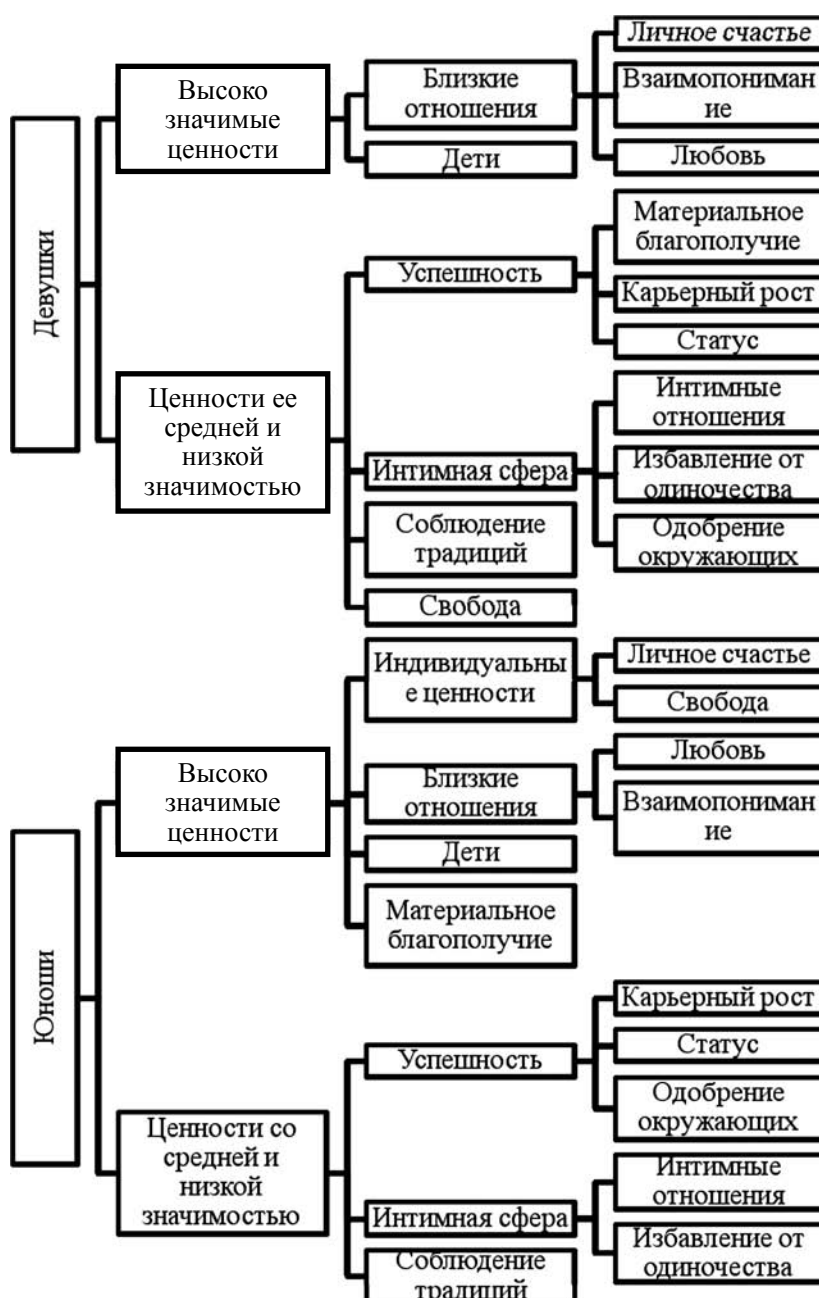 Девушки
Высоко
значимые
ценности
Близкие
отношения
Личное счастье
Взаимопониман
ие
Любовь
Дети
Ценности ее
средней и
низкой
значимостью
Успешность
Материальное
благополучие
Карьерный рост
Статус
Интимная сфера
Интимные
отношения
Избавление от
одиночества
Одобрение
окружающих
Соблюдение
традиций
Свобода
Юноши
Высоко
значимые
ценности
Индивидуальны
е ценности
Личное счастье
Свобода
Близкие
отношения
Любовь
Взаимопониман
ие
Дети
Материальное
благополучие
Ценности со
средней и
низкой
значимостью
Успешность
Карьерный рост
Статус
Одобрение
окружающих
Интимная сфера
Интимные
отношения
Избавление от
одиночества
Соблюдение
традиций